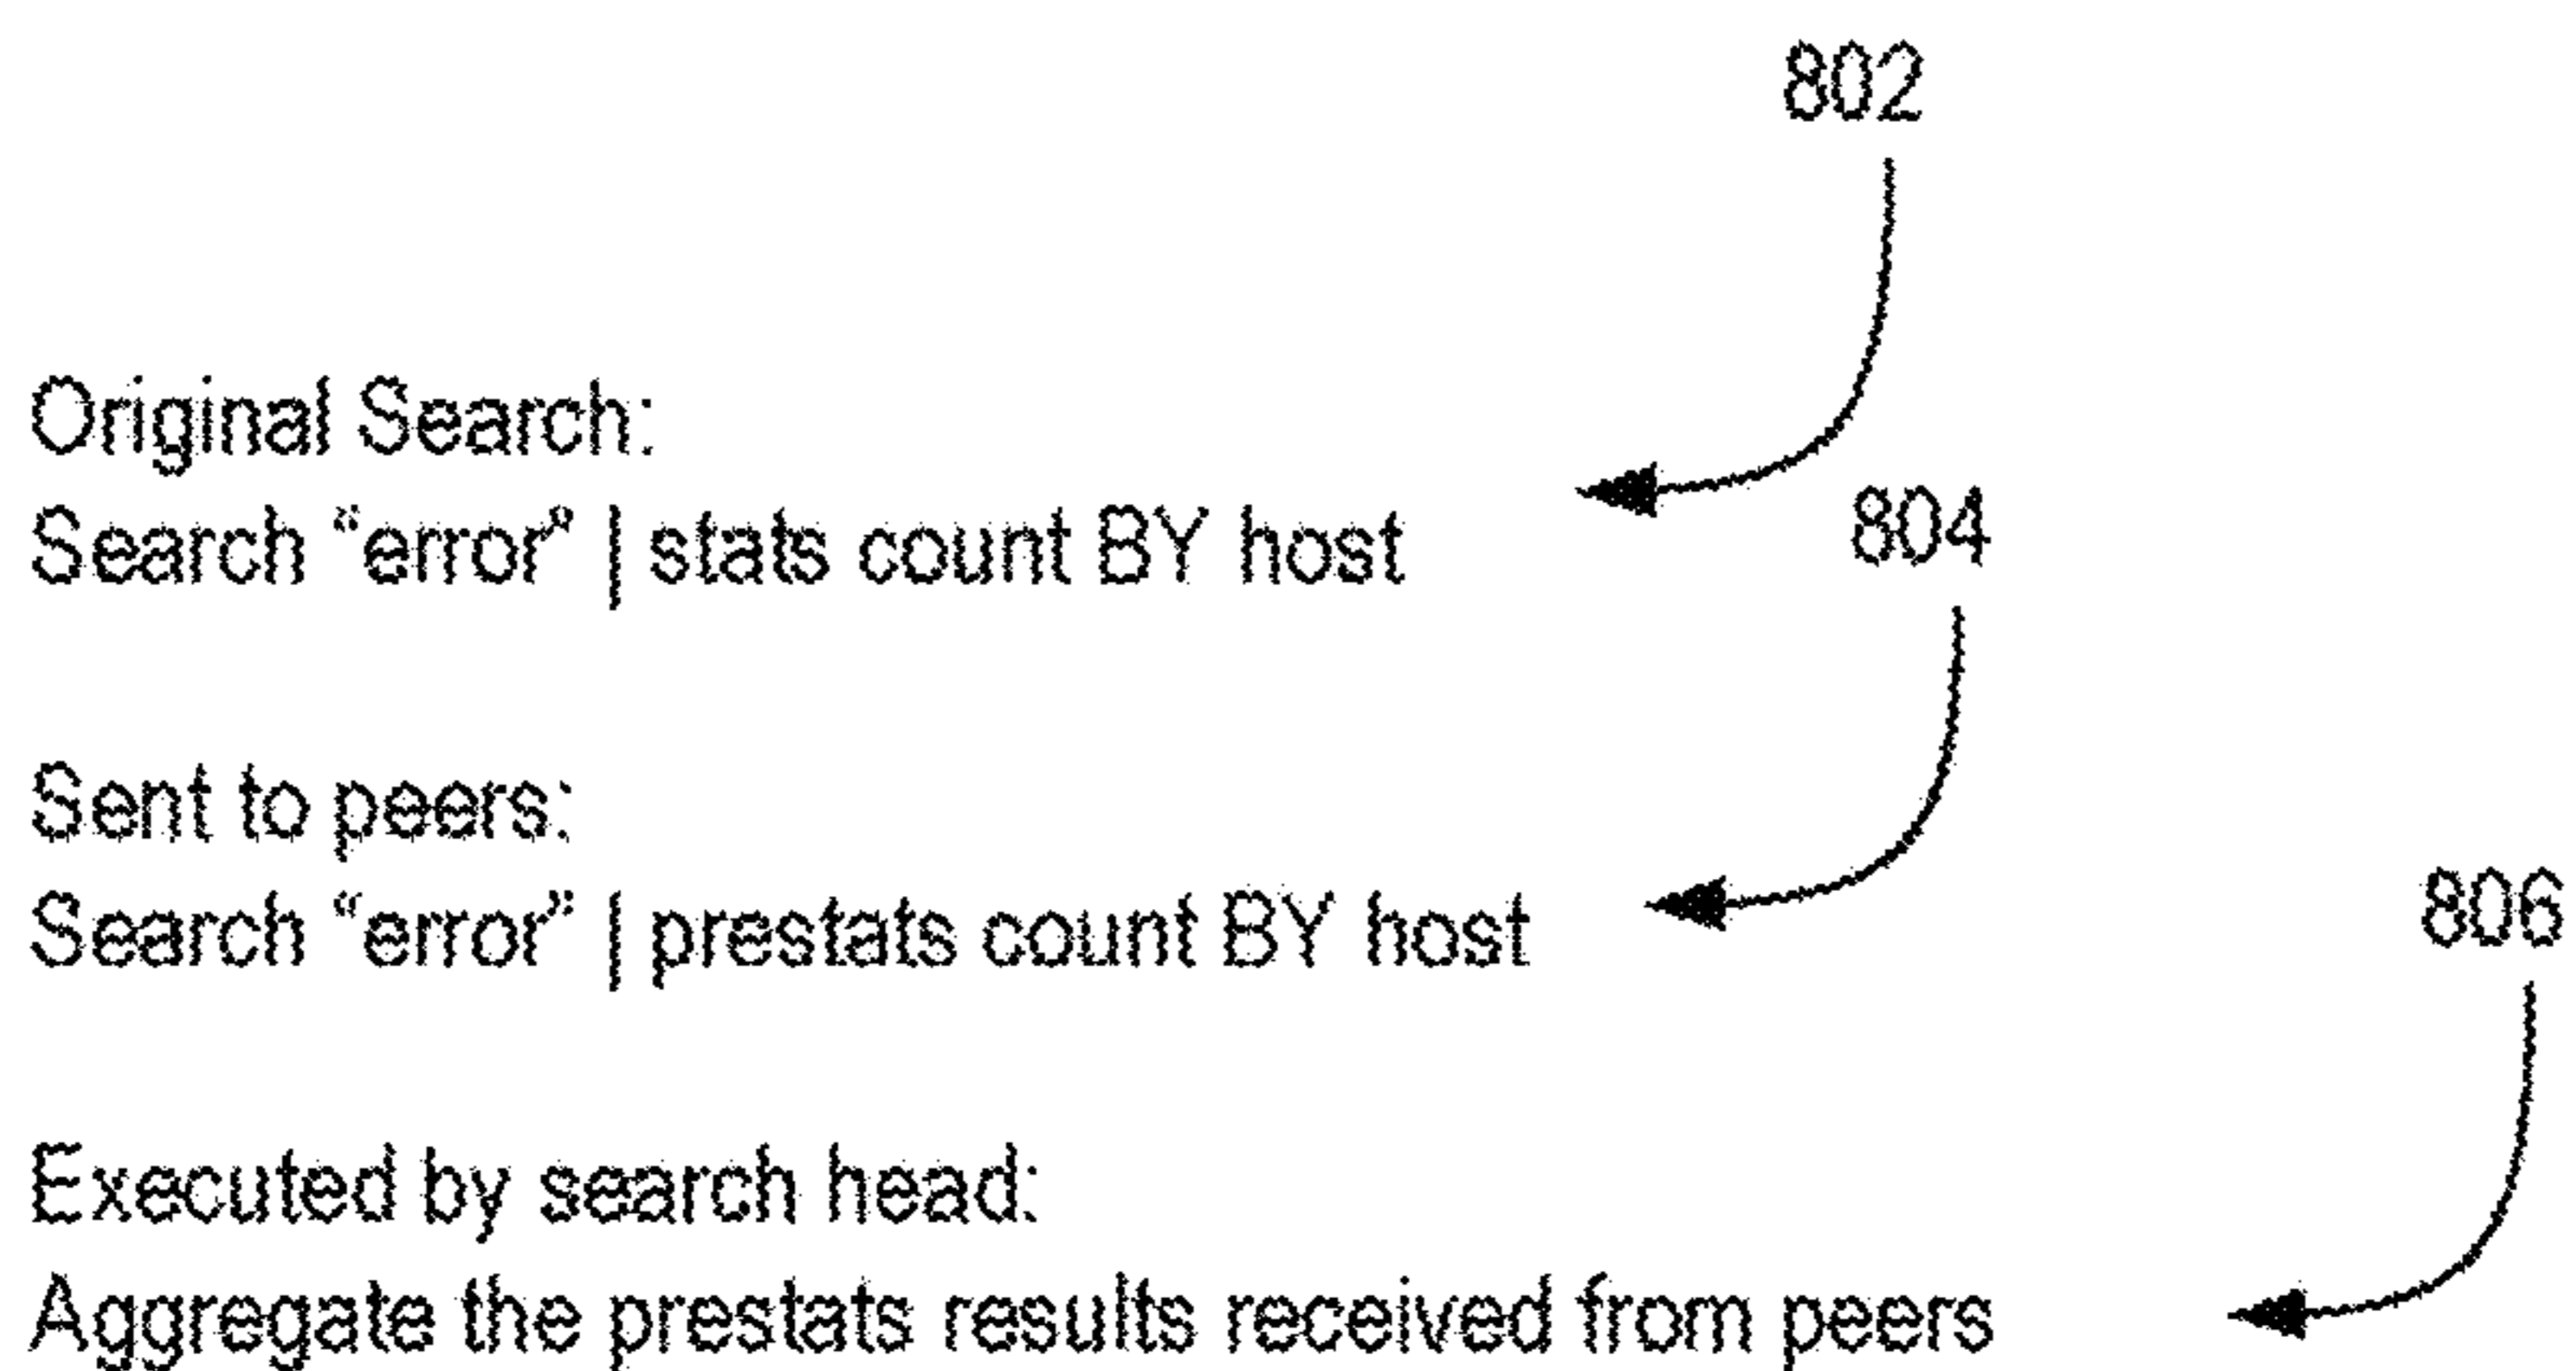 802
Original Search:
Search “error” | stats count BY host
804
Sent to peers:
Search “error” | prestats count BY host
806
Executed by search head:
Aggregate the prestats results received from peers